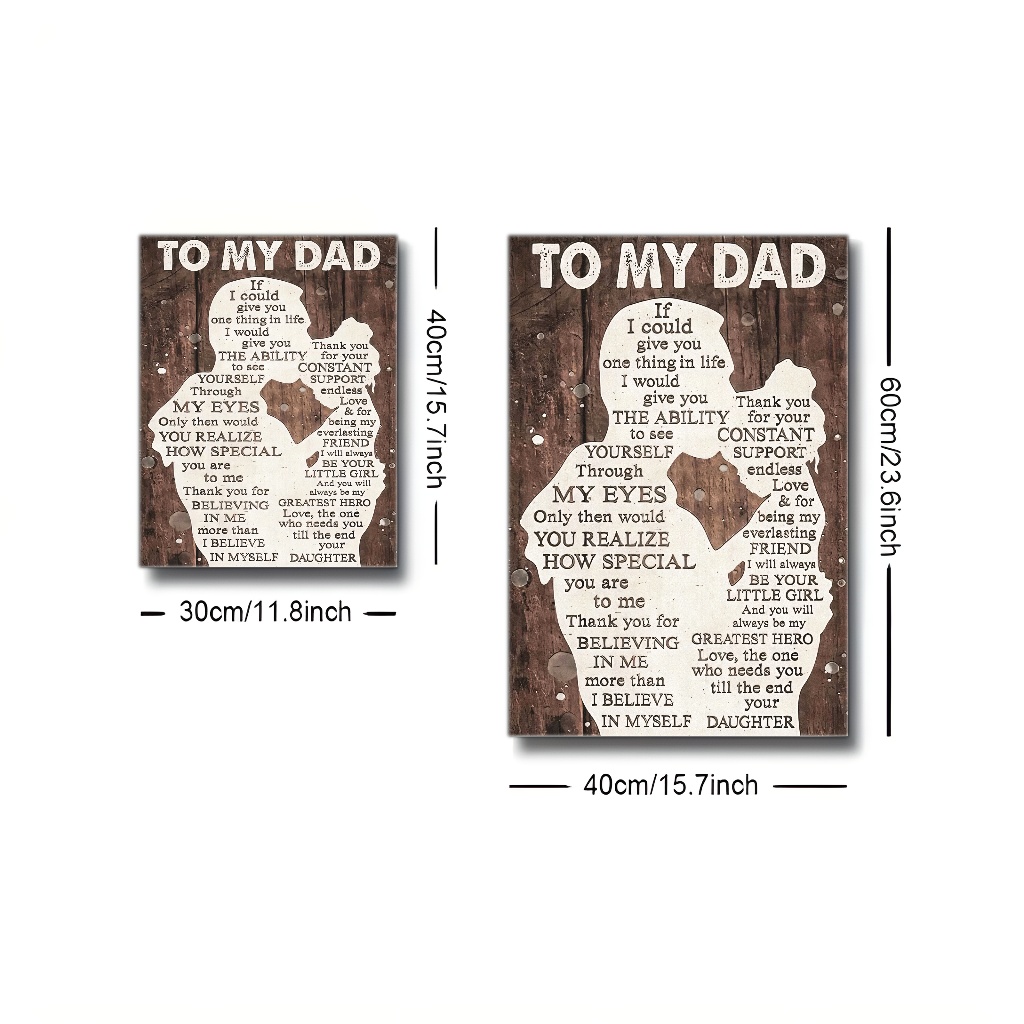 TO MY DAD
If
I could
give you
one thing in life
I would
give you
THE ABILITY
to see
YOURSELF
Through
MY EYES
Only then would
YOU REALIZE
HOW SPECIAL
you are
to me
Thank you for
BELIEVING
IN ME
more than
I BELIEVE
IN MYSELF
Thank you
for your
CONSTANT
SUPPORT
endless
Love
& for
being my
everlasting
FRIEND
I will always
BE YOUR
LITTLE GIRL
And you will
always be my
GREATEST HERO
Love, the one
who needs you
till the end
your
DAUGHTER
40cm/15.7inch
30cm/11.8inch
TO MY DAD
If
I could
give you
one thing in life
I would
give you
THE ABILITY
to see
YOURSELF
Through
MY EYES
Only then would
YOU REALIZE
HOW SPECIAL
you are
to me
Thank you for
BELIEVING
IN ME
more than
I BELIEVE
IN MYSELF
Thank you
for your
CONSTANT
SUPPORT
endless
Love
& for
being my
everlasting
FRIEND
I will always
BE YOUR
LITTLE GIRL
And you will
always be my
GREATEST HERO
Love, the one
who needs you
till the end
your
DAUGHTER
60cm/23.6inch
40cm/15.7inch